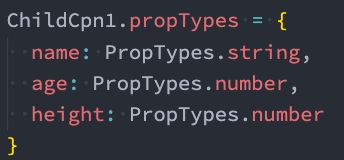 ChildCpn1.propTypes = {
  name: PropTypes.string,
  age: PropTypes.number,
  height: PropTypes.number
}